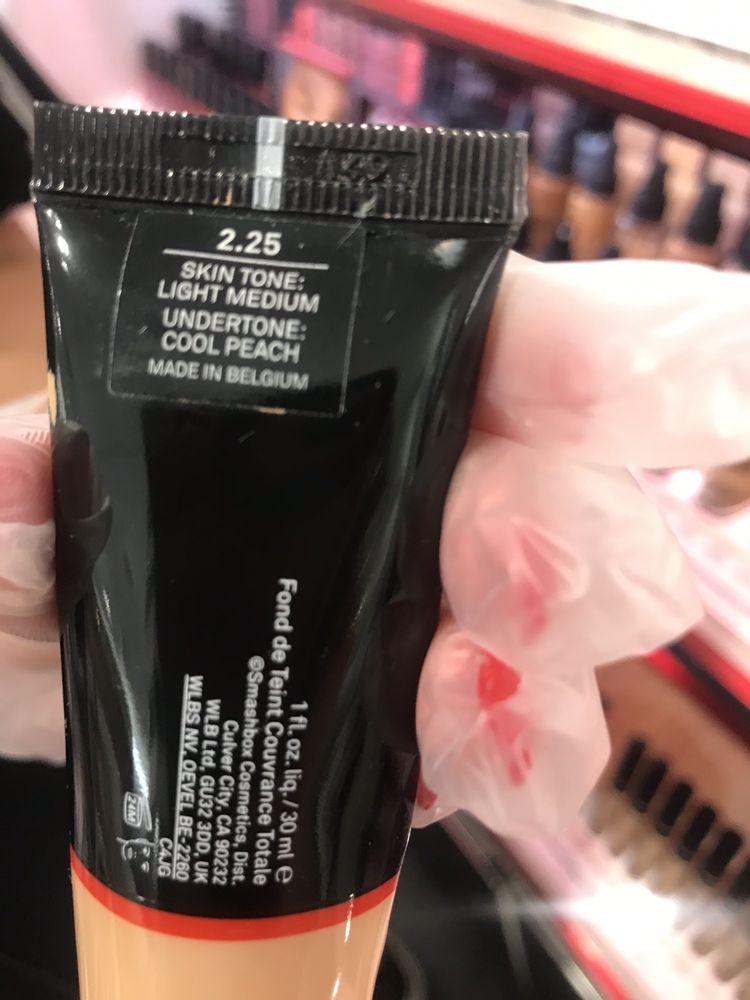 2.25
SKIN TONE:
LIGHT MEDIUM
UNDERTONE:
COOL PEACH
MADE IN BELGIUM
1 fl. oz. liq. / 30 ml ℮
Fond de Teint Couvrance Totale
©Smashbox Cosmetics, Dist.
Culver City, CA 90232
WLB Ltd, GU32 3DD, UK
WLBS NV, OEVEL BE-2260
CA/G
24M